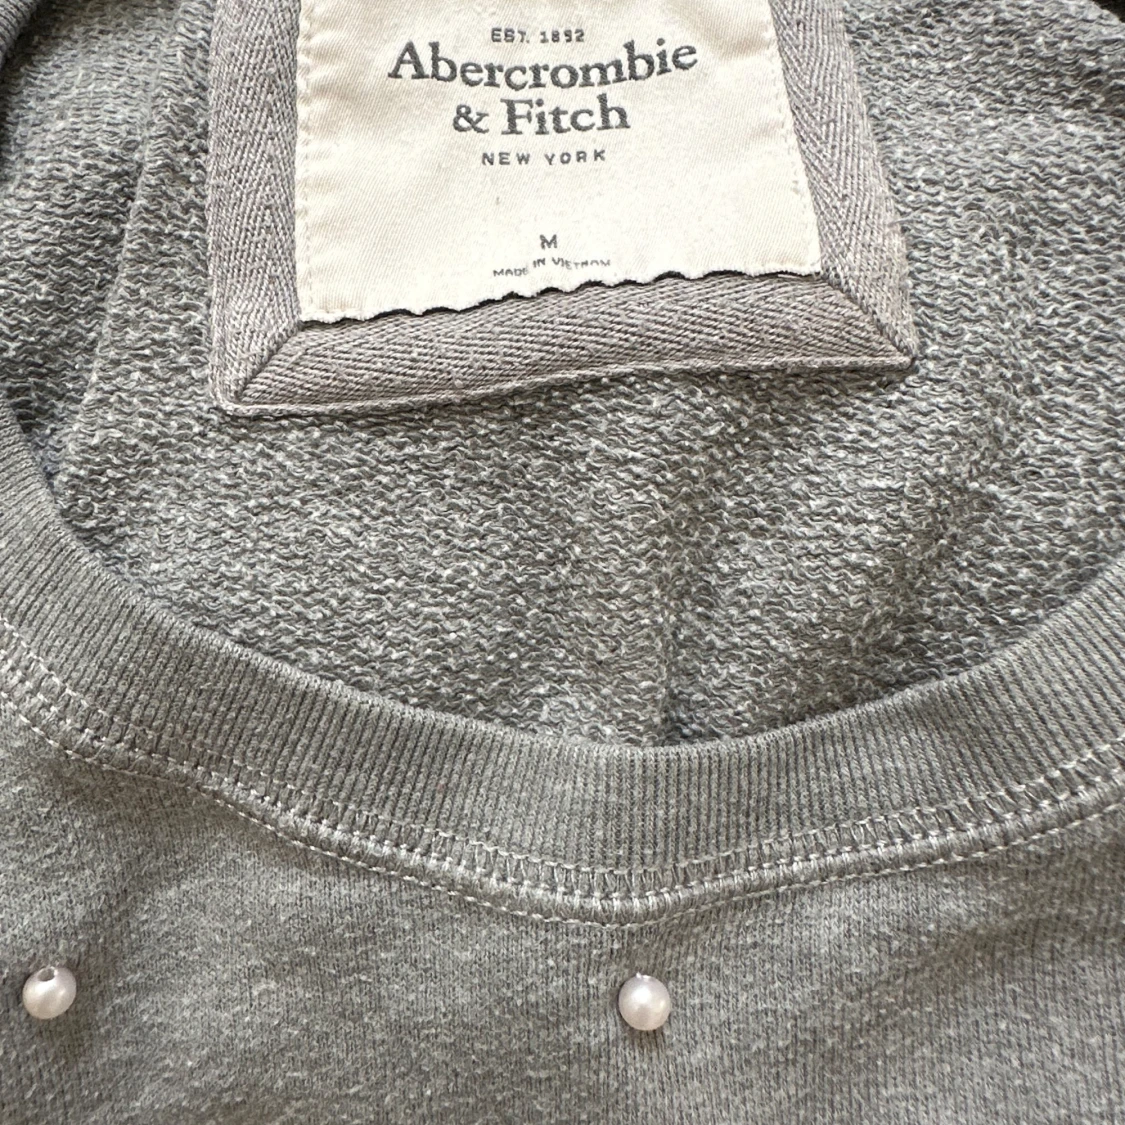 EST. 1892
Abercrombie
& Fitch
NEW YORK
M
MADE IN VIETNAM